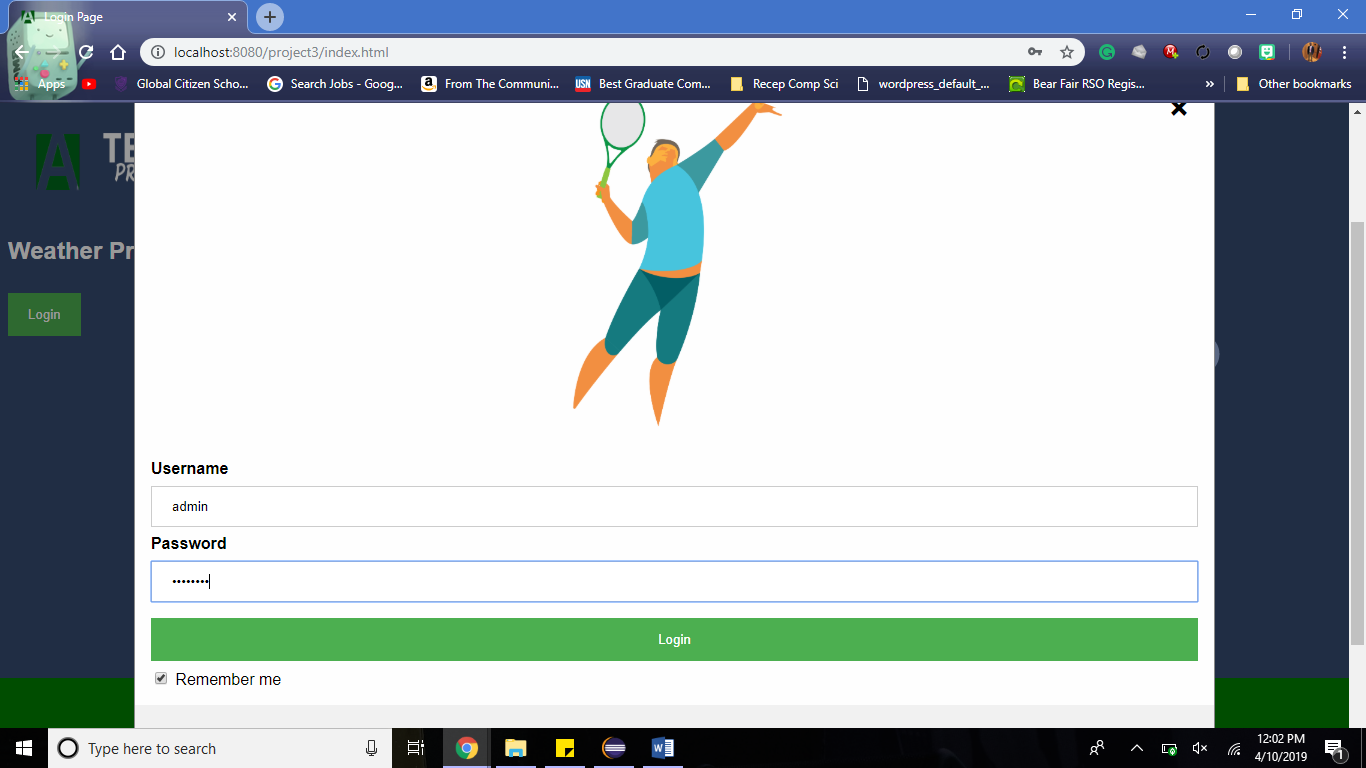 Login Page
localhost:8080/project3/index.html
Apps
Global Citizen Scho...
Search Jobs - Goog...
From The Communi...
USN Best Graduate Com...
Recep Comp Sci
wordpress_default_...
Bear Fair RSO Regis...
»
Other bookmarks
A TE
PR
Weather Pr
Login
Username
admin
Password
••••••••
Login
Remember me
Type here to search
12:02 PM
4/10/2019
1